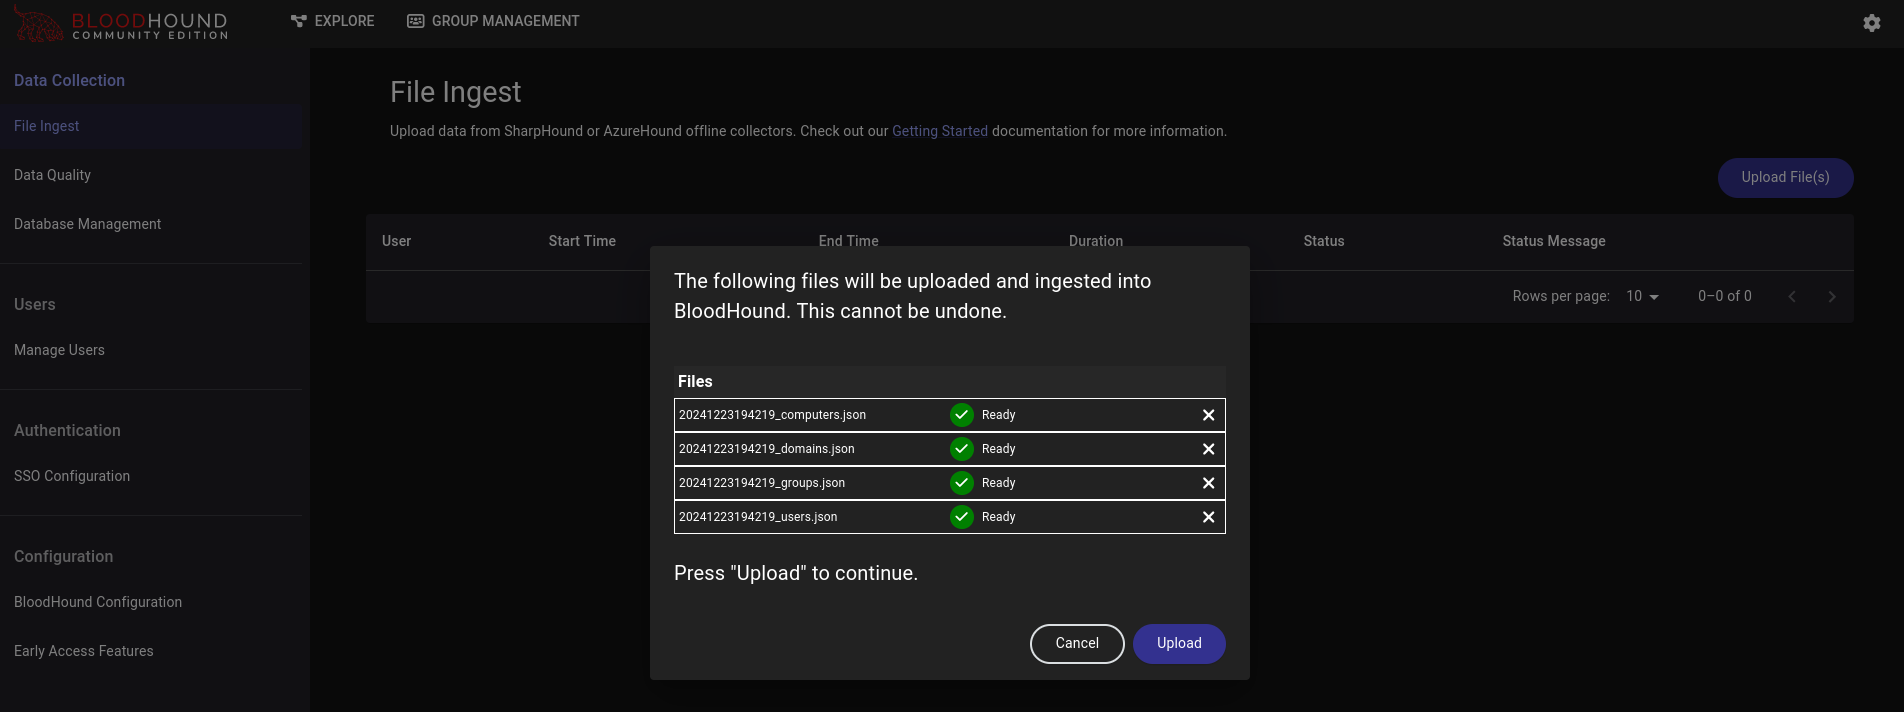 BLOODHOUND
COMMUNITY EDITION
EXPLORE
GROUP MANAGEMENT
Data Collection
File Ingest
Data Quality
Database Management
Users
Manage Users
Authentication
SSO Configuration
Configuration
BloodHound Configuration
Early Access Features
File Ingest
Upload data from SharpHound or AzureHound offline collectors. Check out our Getting Started documentation for more information.
Upload File(s)
User Start Time End Time Duration Status Status Message
Rows per page: 10 0–0 of 0
The following files will be uploaded and ingested into
BloodHound. This cannot be undone.
Files
20241223194219_computers.json Ready
20241223194219_domains.json Ready
20241223194219_groups.json Ready
20241223194219_users.json Ready
Press "Upload" to continue.
Cancel Upload